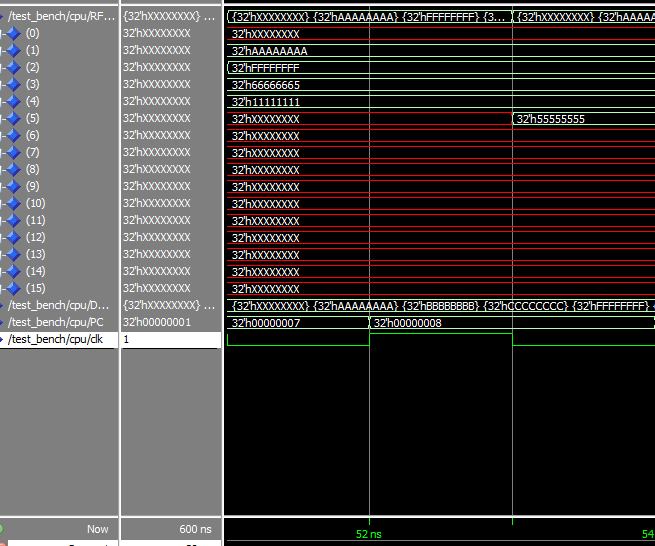 /test_bench/cpu/RF... {32'hXXXXXXXX} ... {32'hXXXXXXXX} {32'hAAAAAAAA} {32'hFFFFFFFF} {3... {32'hXXXXXXXX} {32'hAAAAA
(0) 32'hXXXXXXXX 32'hXXXXXXXX
(1) 32'hXXXXXXXX 32'hAAAAAAAA
(2) 32'hXXXXXXXX 32'hFFFFFFFF
(3) 32'hXXXXXXXX 32'h66666665
(4) 32'hXXXXXXXX 32'h11111111
(5) 32'hXXXXXXXX 32'hXXXXXXXX 32'h55555555
(6) 32'hXXXXXXXX 32'hXXXXXXXX
(7) 32'hXXXXXXXX 32'hXXXXXXXX
(8) 32'hXXXXXXXX 32'hXXXXXXXX
(9) 32'hXXXXXXXX 32'hXXXXXXXX
(10) 32'hXXXXXXXX 32'hXXXXXXXX
(11) 32'hXXXXXXXX 32'hXXXXXXXX
(12) 32'hXXXXXXXX 32'hXXXXXXXX
(13) 32'hXXXXXXXX 32'hXXXXXXXX
(14) 32'hXXXXXXXX 32'hXXXXXXXX
(15) 32'hXXXXXXXX 32'hXXXXXXXX
/test_bench/cpu/D... {32'hXXXXXXXX} ... {32'hXXXXXXXX} {32'hAAAAAAAA} {32'hBBBBBBBB} {32'hCCCCCCCC} {32'hFFFFFFFF}
/test_bench/cpu/PC 32'h00000001 32'h00000007 32'h00000008
/test_bench/cpu/clk 1
Now 600 ns 52 ns 54